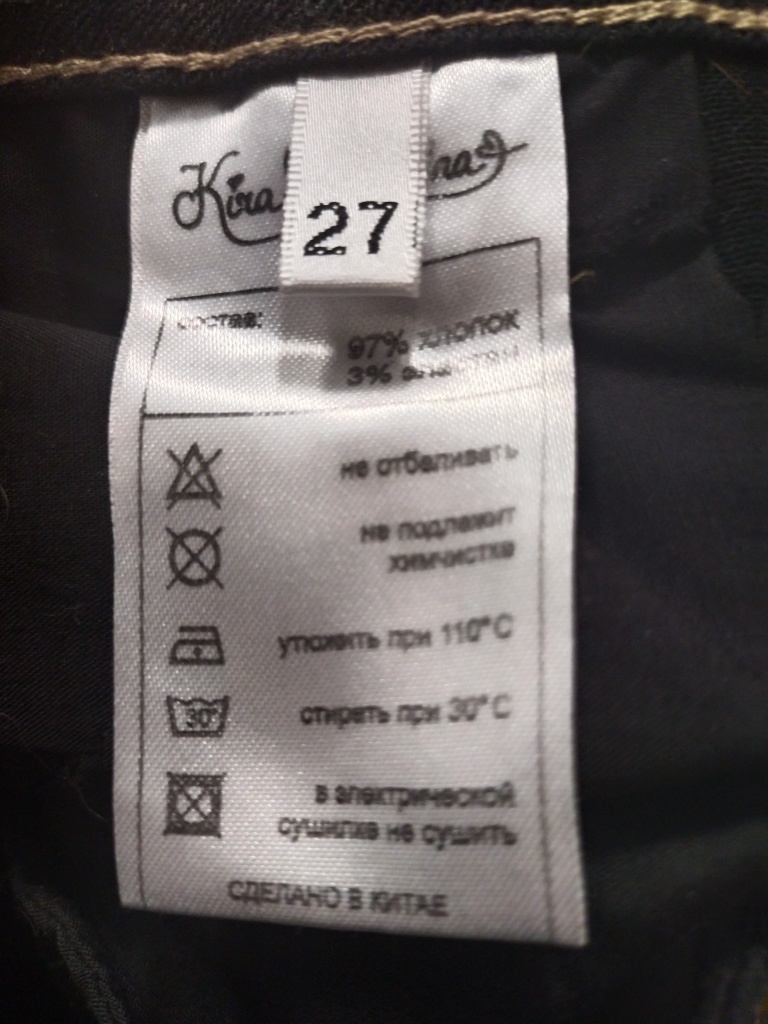 Kira
27
состав:
97% хлопок
3% эластан
не отбеливать
не подлежит
химчистке
утюжить при 110°C
30°
стирать при 30°C
в электрической
сушилке не сушить
СДЕЛАНО В КИТАЕ